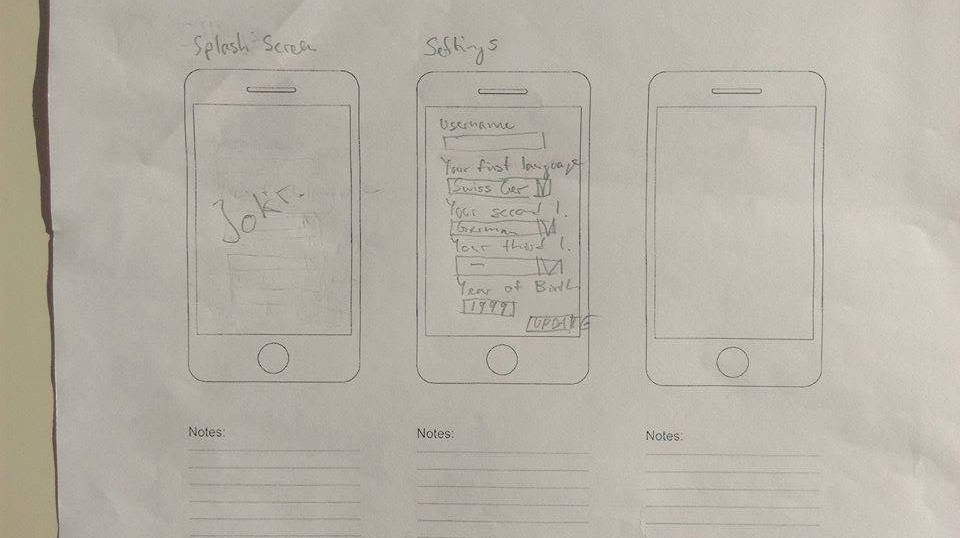 Splash Screen
Settings
Jokr.
Username
Your first language
Swiss Ger
Your second l.
German
Your third l.
–
Year of Birth
1999
UPDATE
Notes:
Notes:
Notes: